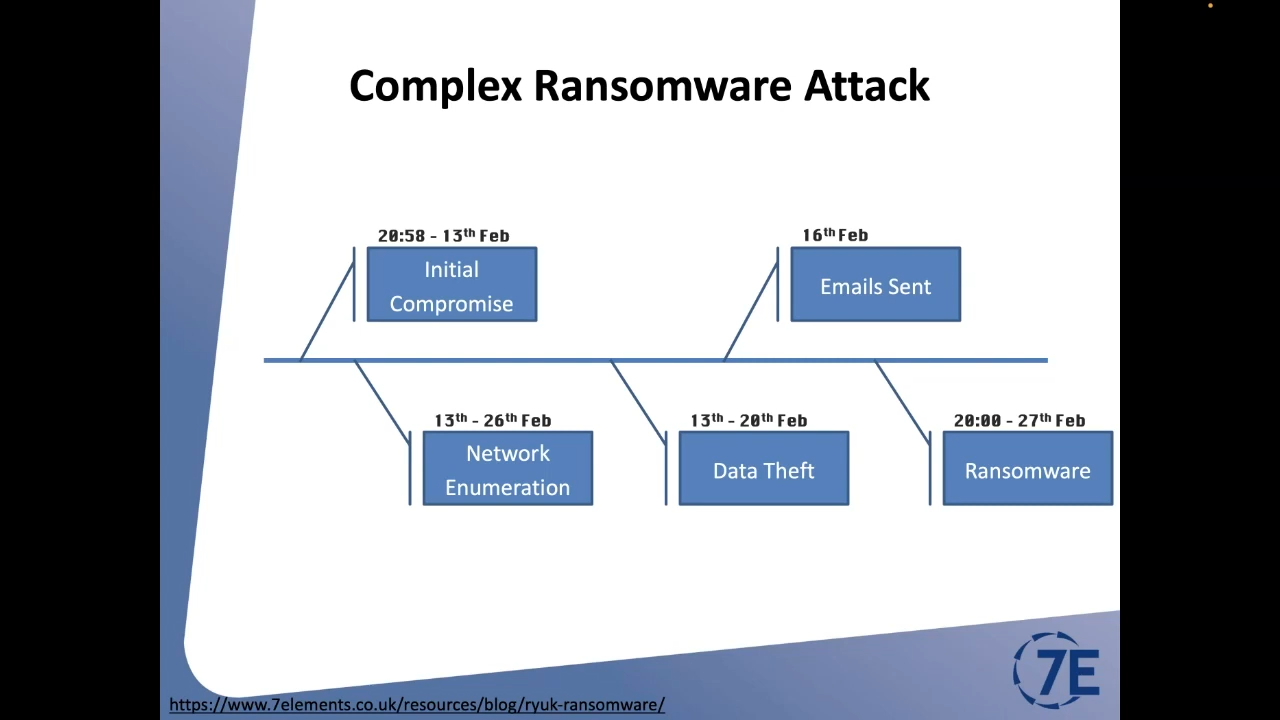 Complex Ransomware Attack
20:58 - 13th Feb
Initial
Compromise
16th Feb
Emails Sent
13th - 26th Feb
Network
Enumeration
13th - 20th Feb
Data Theft
20:00 - 27th Feb
Ransomware
7E
https://www.7elements.co.uk/resources/blog/ryuk-ransomware/